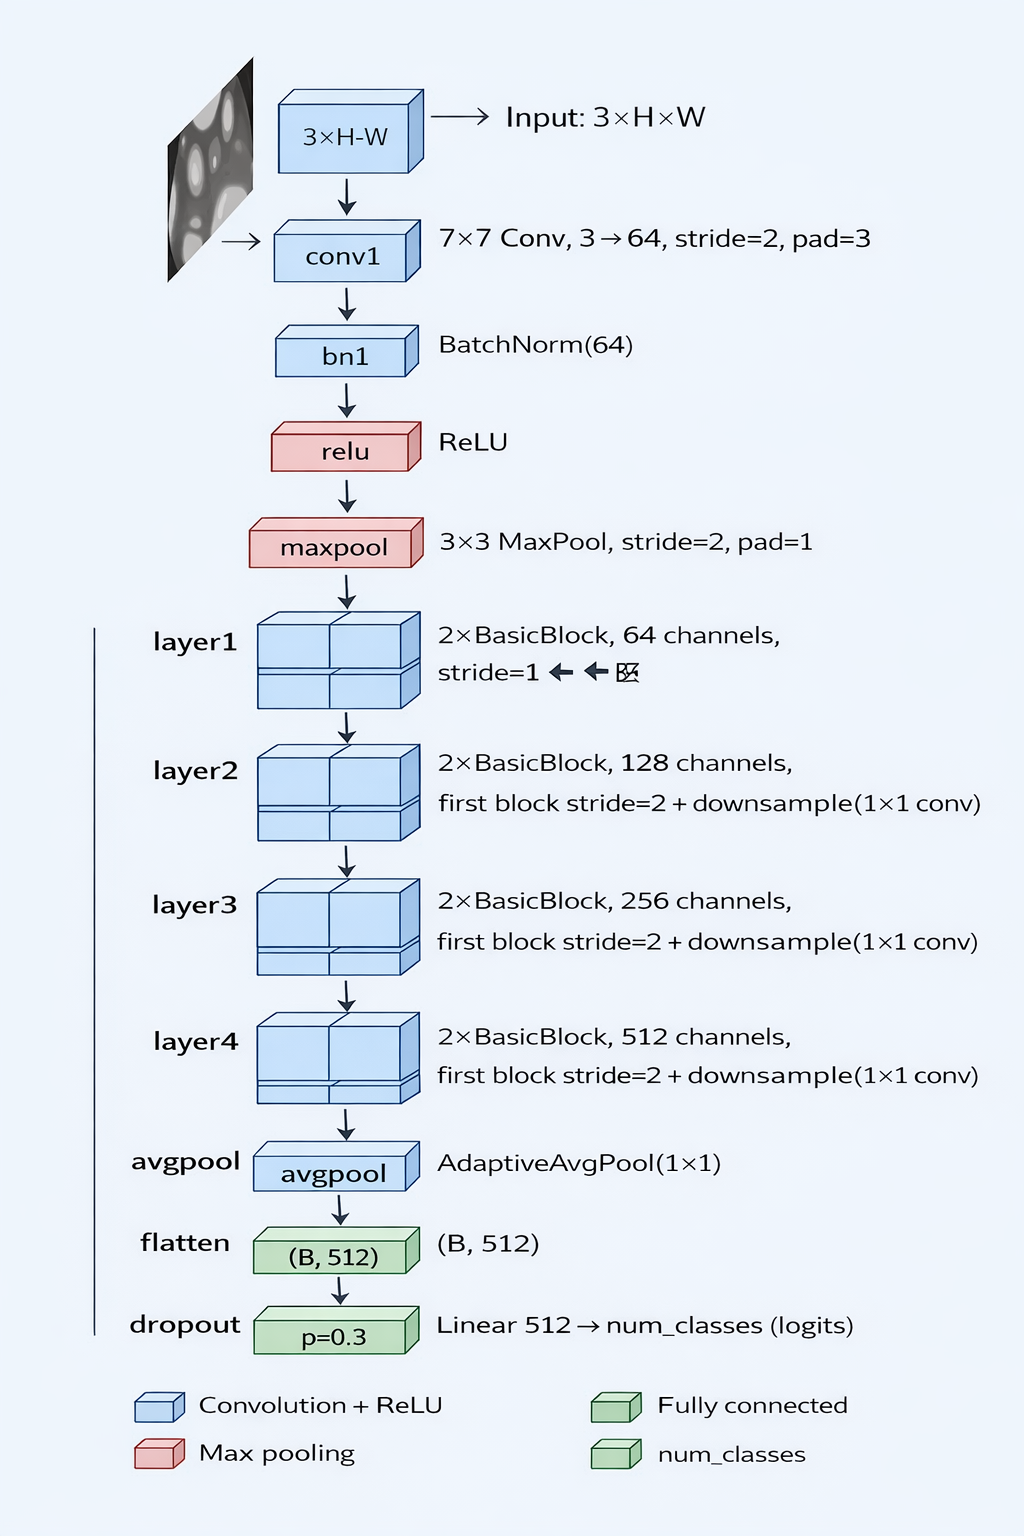 3×H-W
Input: 3×H×W
conv1
7×7 Conv, 3→64, stride=2, pad=3
bn1
BatchNorm(64)
relu
ReLU
maxpool
3×3 MaxPool, stride=2, pad=1
layer1
2×BasicBlock, 64 channels,
stride=1
layer2
2×BasicBlock, 128 channels,
first block stride=2 + downsample(1×1 conv)
layer3
2×BasicBlock, 256 channels,
first block stride=2 + downsample(1×1 conv)
layer4
2×BasicBlock, 512 channels,
first block stride=2 + downsample(1×1 conv)
avgpool
avgpool
AdaptiveAvgPool(1×1)
flatten
(B, 512)
(B, 512)
dropout
p=0.3
Linear 512→num_classes (logits)
Convolution + ReLU
Fully connected
Max pooling
num_classes